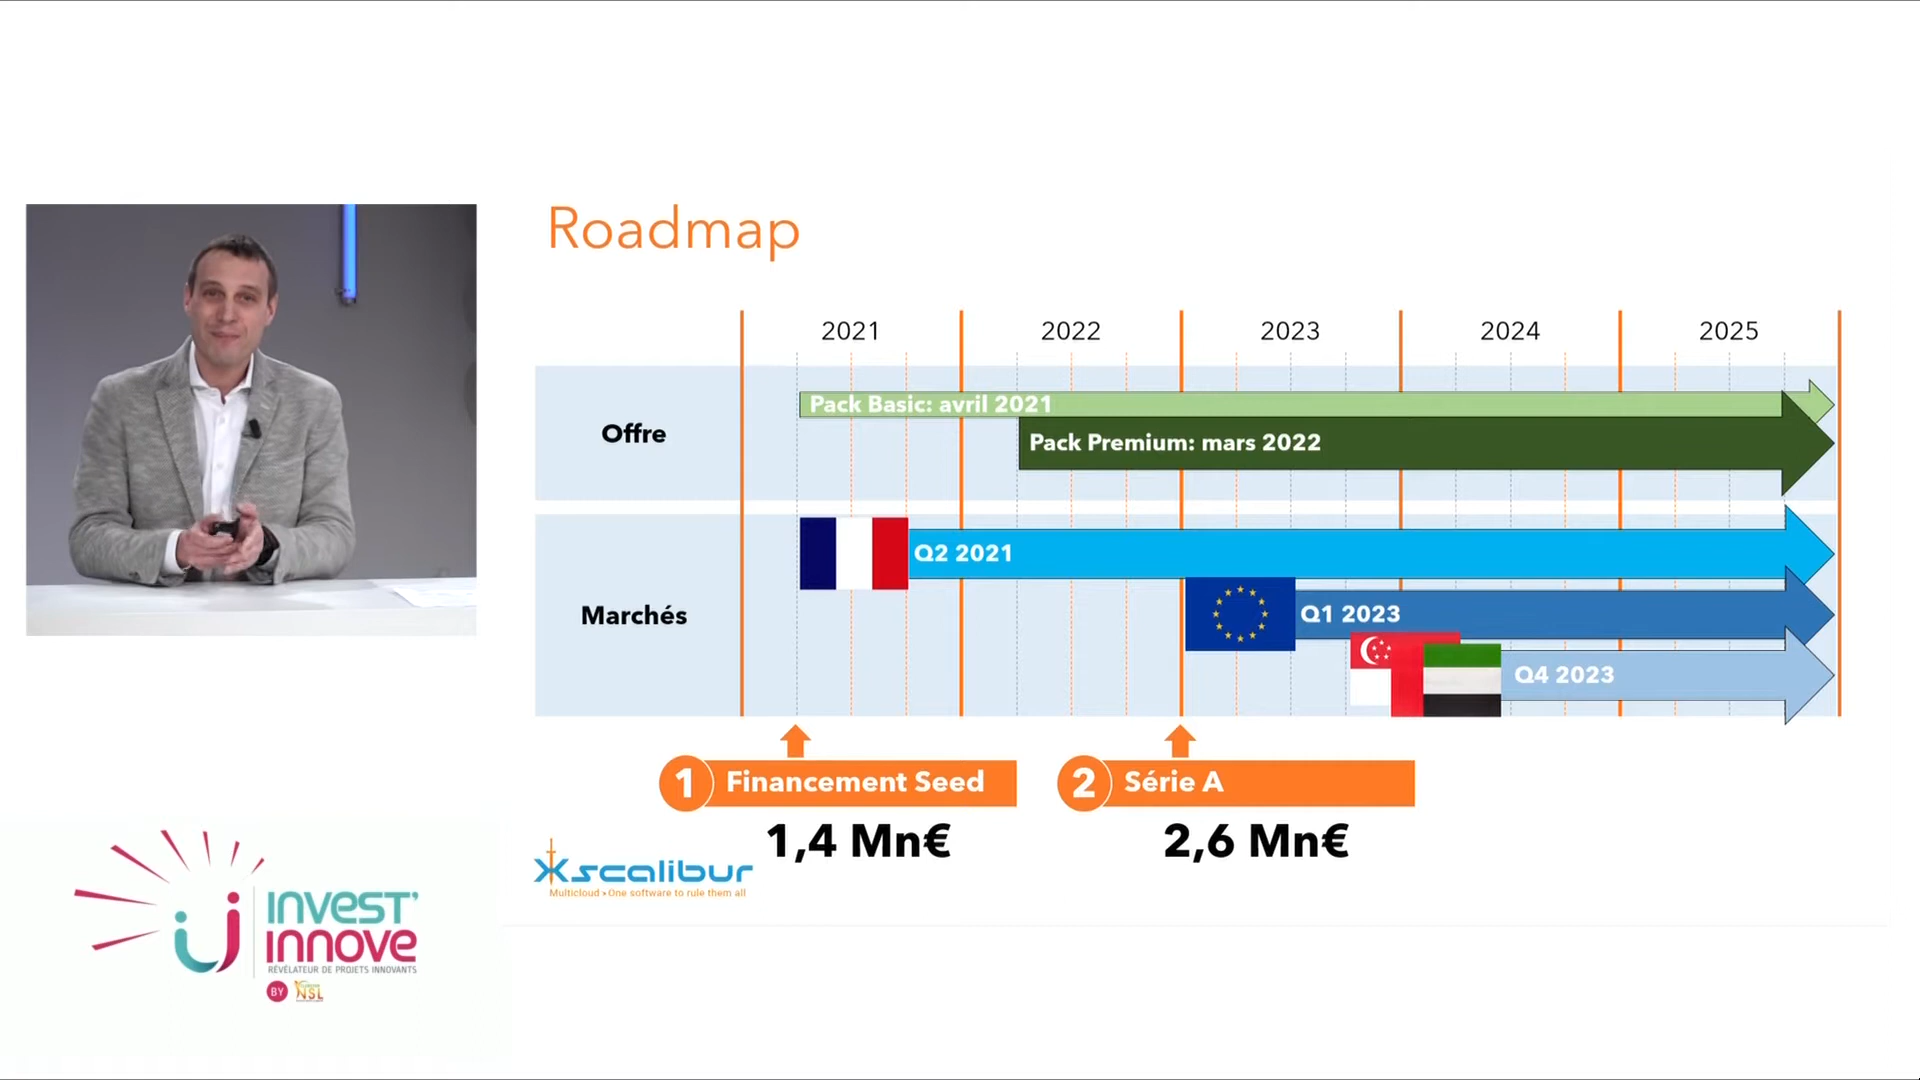 Roadmap
2021
2022
2023
2024
2025
Offre
Pack Basic: avril 2021
Pack Premium: mars 2022
Marchés
Q2 2021
Q1 2023
Q4 2023
1 Financement Seed
2 Série A
1,4 Mn€
2,6 Mn€
Xscalibur
Multicloud > One software to rule them all
INVEST'
INNOVE
RÉVÉLATEUR DE PROJETS INNOVANTS
BY NSL